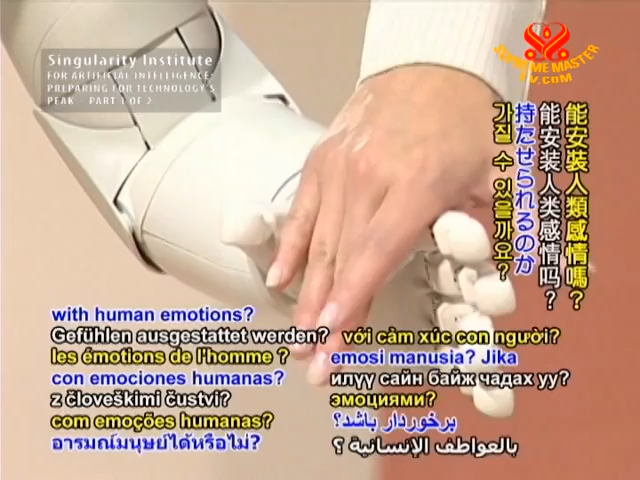 Singularity Institute
FOR ARTIFICIAL INTELLIGENCE:
PREPARING FOR TECHNOLOGY'S
PEAK - PART 1 OF 2
SUPREME MASTER
TV.COM
能安裝人類感情嗎？
能安装人类感情吗？
持たせられるのか
가질 수 있을까요?
with human emotions?
Gefühlen ausgestattet werden?
les émotions de l'homme ?
con emociones humanas?
z človeškimi čustvi?
com emoções humanas?
อารมณ์มนุษย์ได้หรือไม่?
với cảm xúc con người?
emosi manusia? Jika
илүү сайн байж чадах уу?
эмоциями?
برخوردار باشد؟
بالعواطف الإنسانية ؟